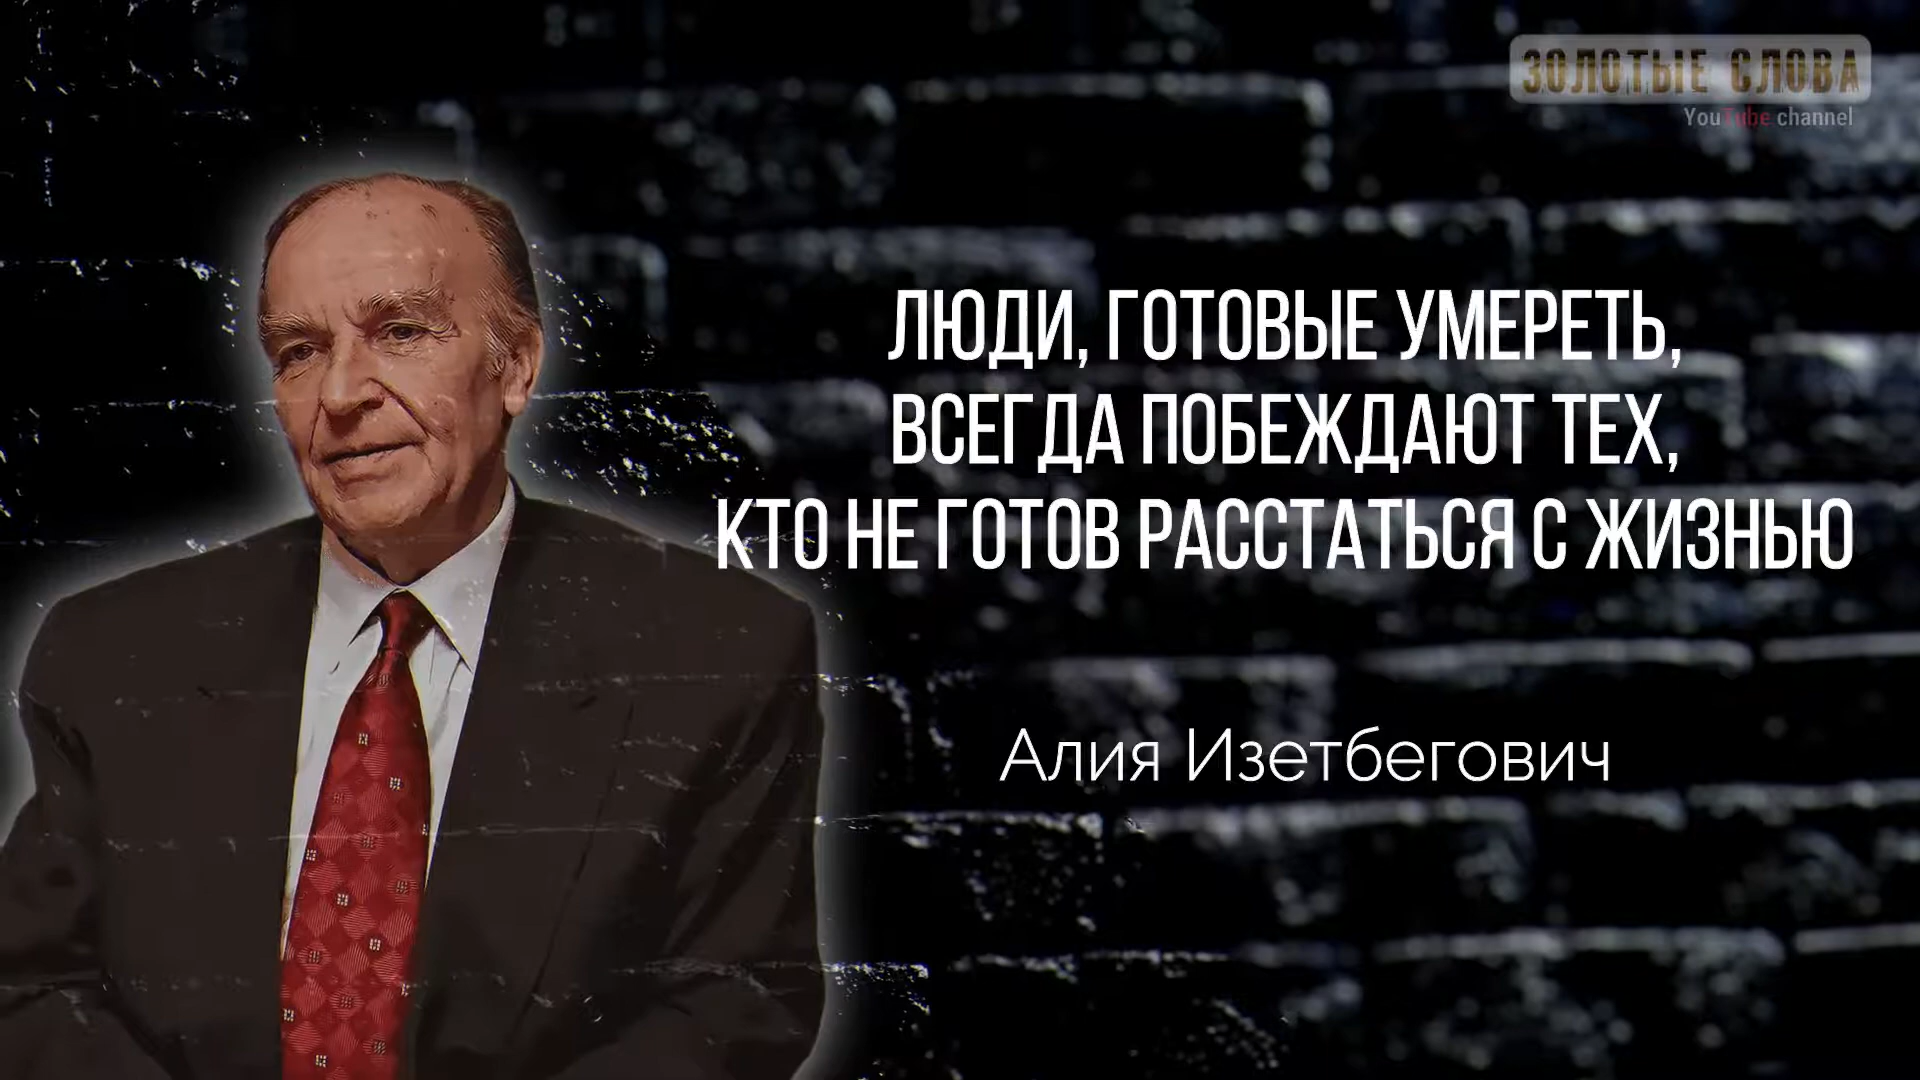 ЗОЛОТЫЕ СЛОВА
YouTube channel
ЛЮДИ, ГОТОВЫЕ УМЕРЕТЬ,
ВСЕГДА ПОБЕЖДАЮТ ТЕХ,
КТО НЕ ГОТОВ РАССТАТЬСЯ С ЖИЗНЬЮ
Алия Изетбегович